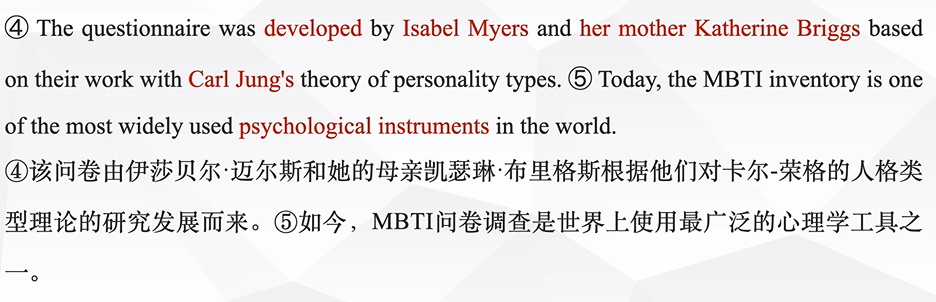 ④ The questionnaire was developed by Isabel Myers and her mother Katherine Briggs based
on their work with Carl Jung's theory of personality types. ⑤ Today, the MBTI inventory is one
of the most widely used psychological instruments in the world.
④该问卷由伊莎贝尔·迈尔斯和她的母亲凯瑟琳·布里格斯根据他们对卡尔-荣格的人格类
型理论的研究发展而来。⑤如今，MBTI问卷调查是世界上使用最广泛的心理学工具之
一。